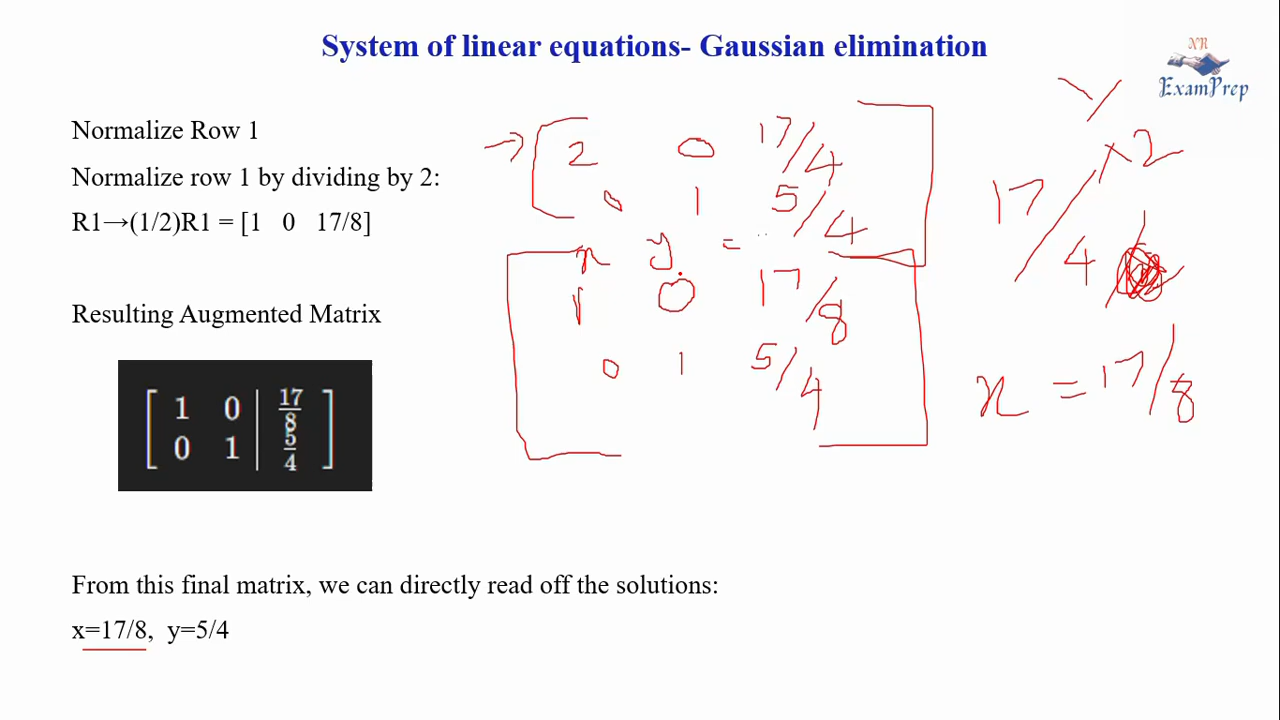 System of linear equations- Gaussian elimination
NR
ExamPrep
Normalize Row 1
Normalize row 1 by dividing by 2:
R1→(1/2)R1 = [1 0 17/8]
Resulting Augmented Matrix
1 0 | 17/8
0 1 | 5/4
From this final matrix, we can directly read off the solutions:
x=17/8, y=5/4
→ 2 0 17/4
0 1 5/4
x y =
1 0 17/8
0 1 5/4
17/4
2
x = 17/8